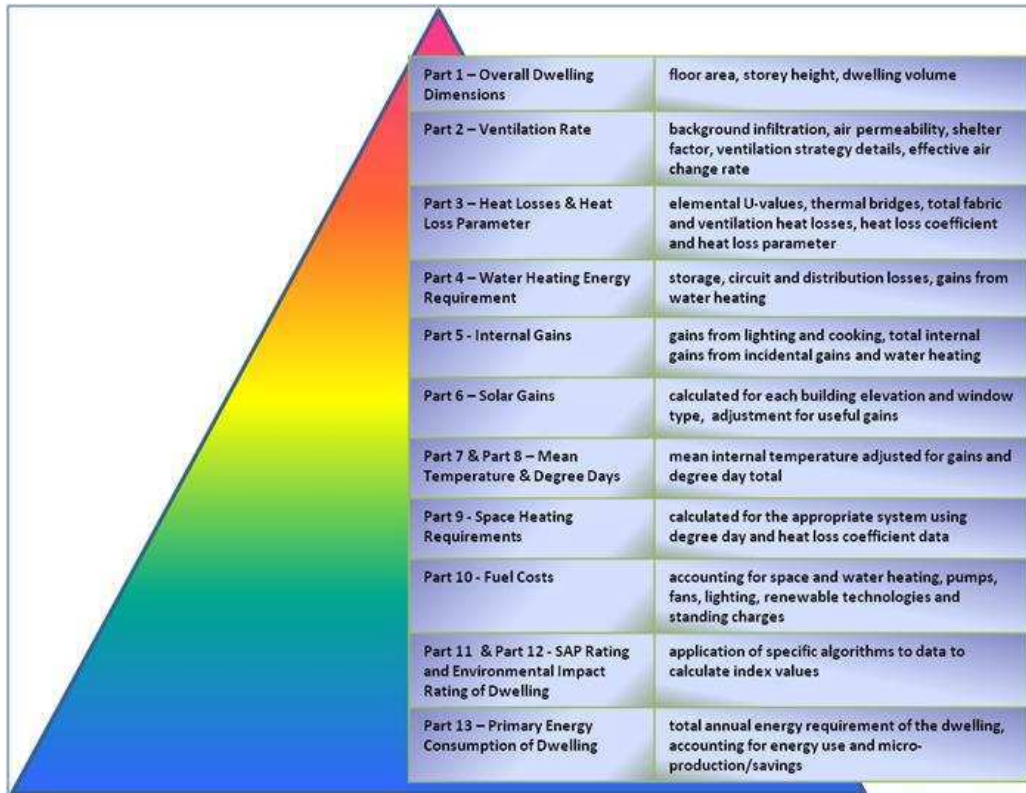 Part 1 – Overall Dwelling
Dimensions
floor area, storey height, dwelling volume
Part 2 – Ventilation Rate
background infiltration, air permeability, shelter
factor, ventilation strategy details, effective air
change rate
Part 3 – Heat Losses & Heat
Loss Parameter
elemental U-values, thermal bridges, total fabric
and ventilation heat losses, heat loss coefficient
and heat loss parameter
Part 4 – Water Heating Energy
Requirement
storage, circuit and distribution losses, gains from
water heating
Part 5 - Internal Gains
gains from lighting and cooking, total internal
gains from incidental gains and water heating
Part 6 – Solar Gains
calculated for each building elevation and window
type, adjustment for useful gains
Part 7 & Part 8 – Mean
Temperature & Degree Days
mean internal temperature adjusted for gains and
degree day total
Part 9 - Space Heating
Requirements
calculated for the appropriate system using
degree day and heat loss coefficient data
Part 10 - Fuel Costs
accounting for space and water heating, pumps,
fans, lighting, renewable technologies and
standing charges
Part 11 & Part 12 - SAP Rating
and Environmental Impact
Rating of Dwelling
application of specific algorithms to data to
calculate index values
Part 13 – Primary Energy
Consumption of Dwelling
total annual energy requirement of the dwelling,
accounting for energy use and micro-
production/savings